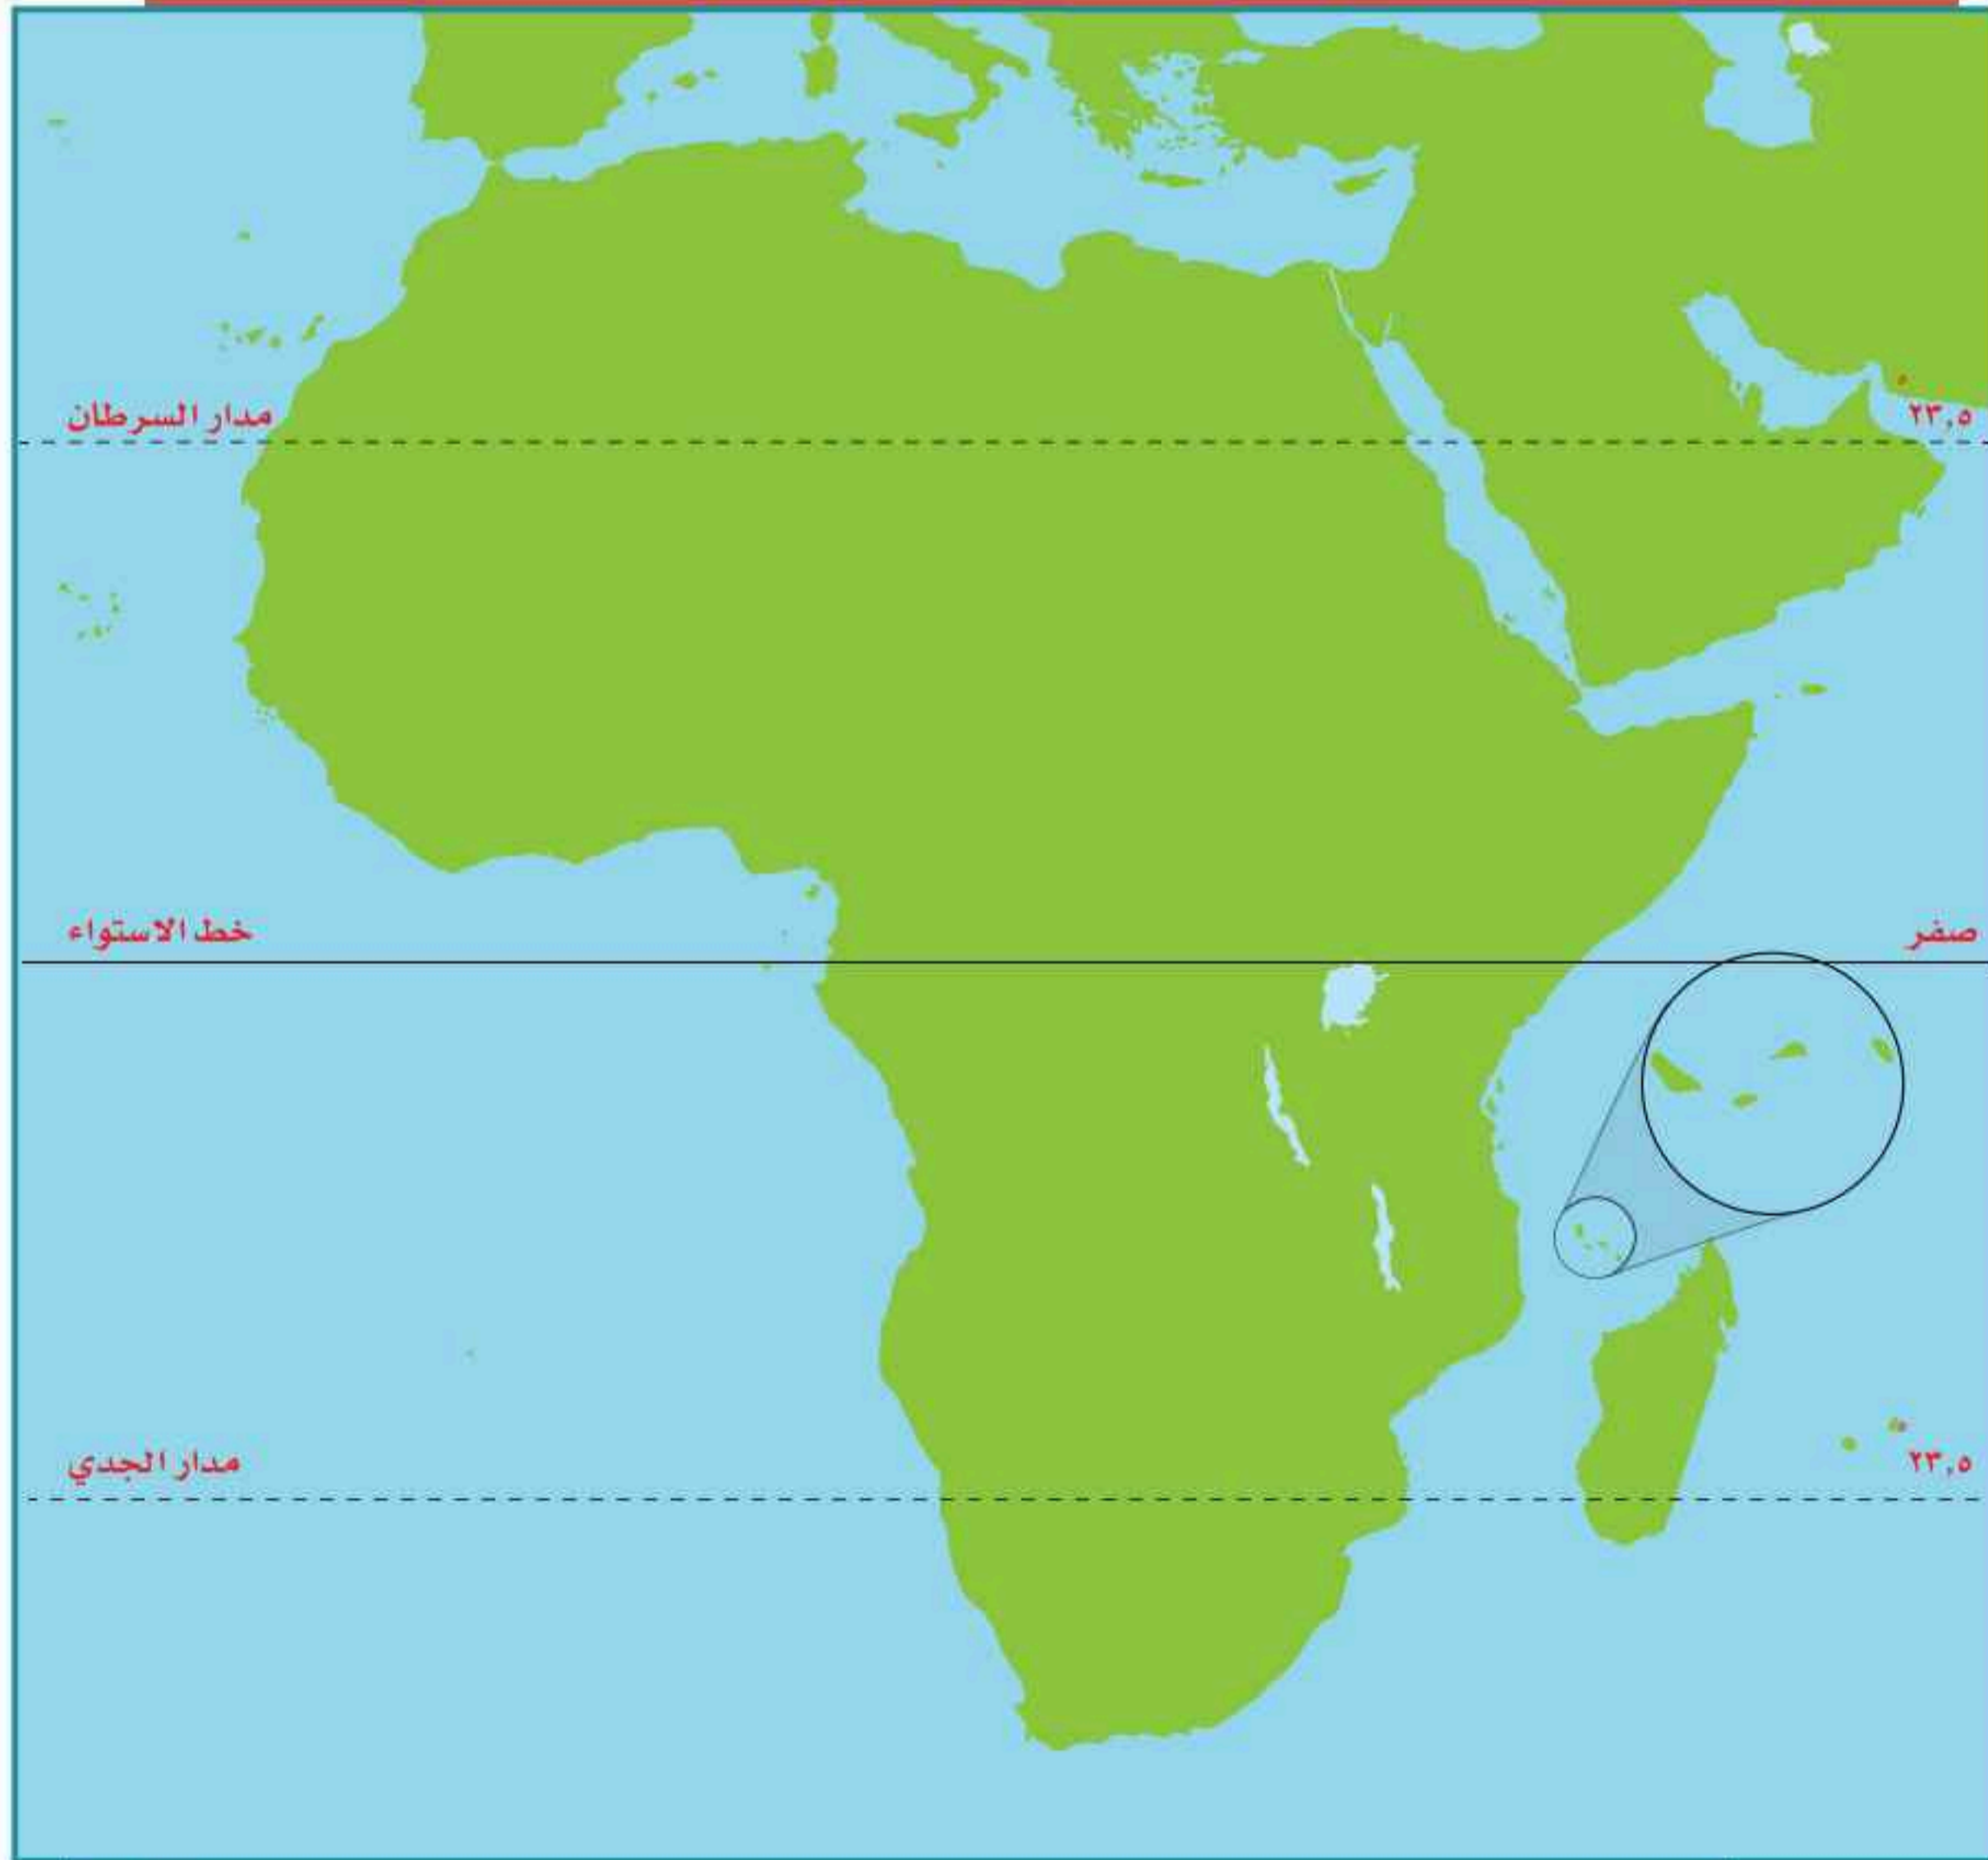 مدار السرطان
٢٣,٥
خط الاستواء
صفر
مدار الجدي
٢٣,٥